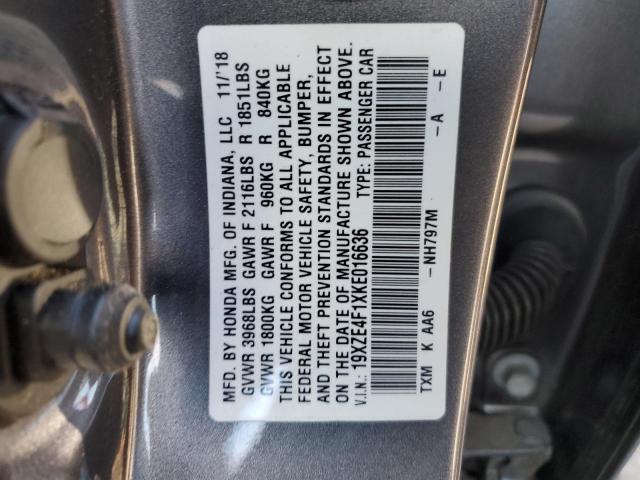 MFD. BY HONDA MFG. OF INDIANA, LLC 11/'18
GVWR 3968LBS GAWR F 2116LBS R 1851LBS
GVWR 1800KG GAWR F 960KG R 840KG
THIS VEHICLE CONFORMS TO ALL APPLICABLE
FEDERAL MOTOR VEHICLE SAFETY, BUMPER,
AND THEFT PREVENTION STANDARDS IN EFFECT
ON THE DATE OF MANUFACTURE SHOWN ABOVE.
V.I.N.: 19XZE4F1XKE016636 TYPE: PASSENGER CAR
TXM K AA6 -NH797M -A -E